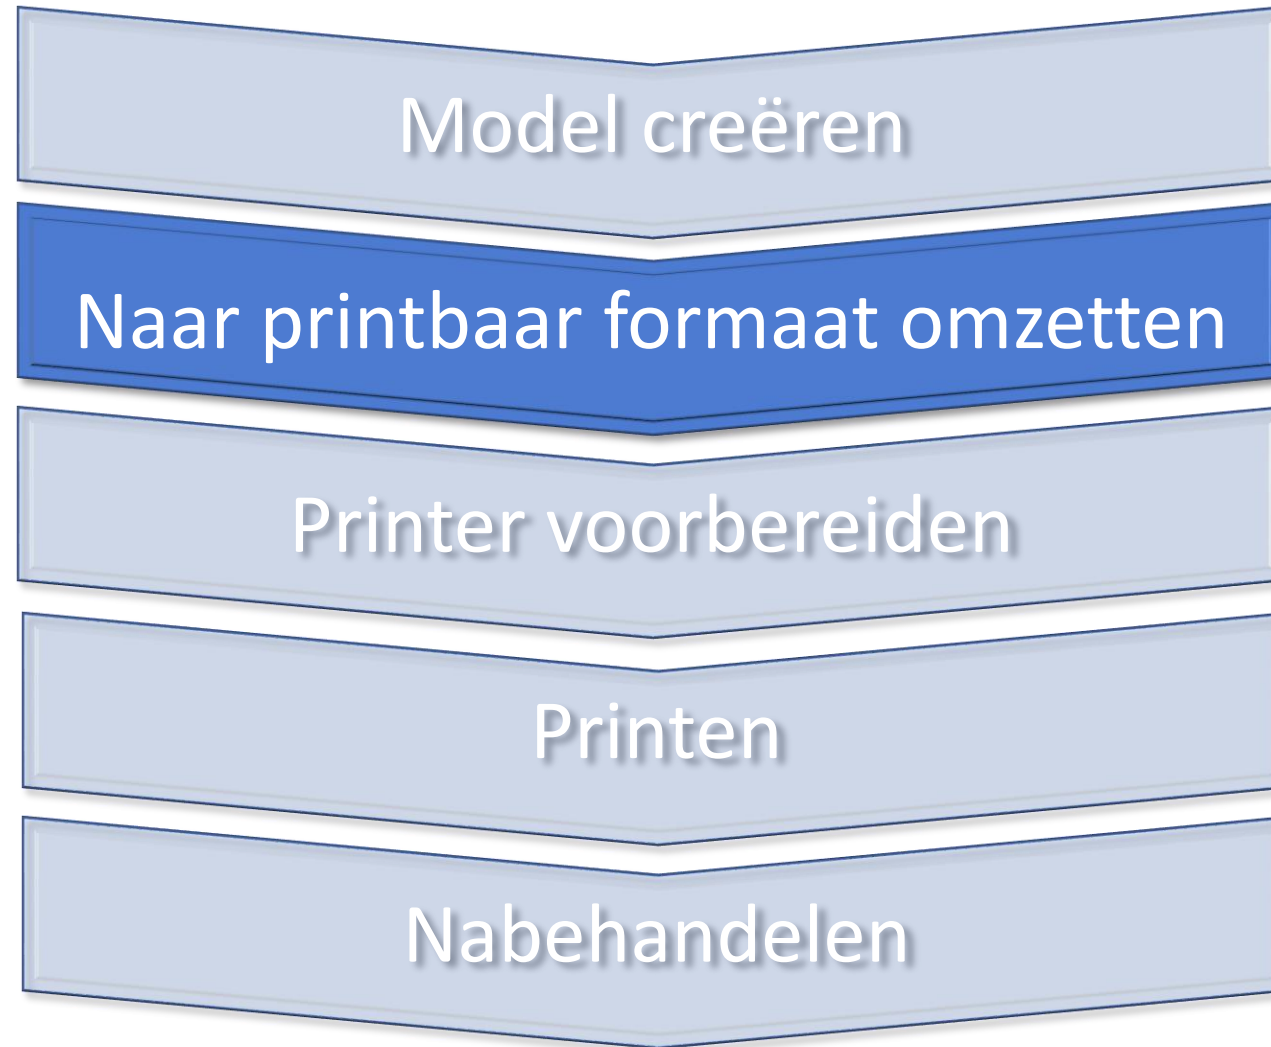 Model creëren
Naar printbaar formaat omzetten
Printer voorbereiden
Printen
Nabehandelen